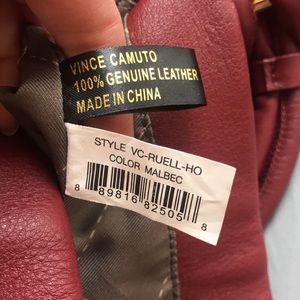 VINCE CAMUTO
100% GENUINE LEATHER
MADE IN CHINA
STYLE VC-RUELL-HO
COLOR MALBEC
8 89816 82505 8